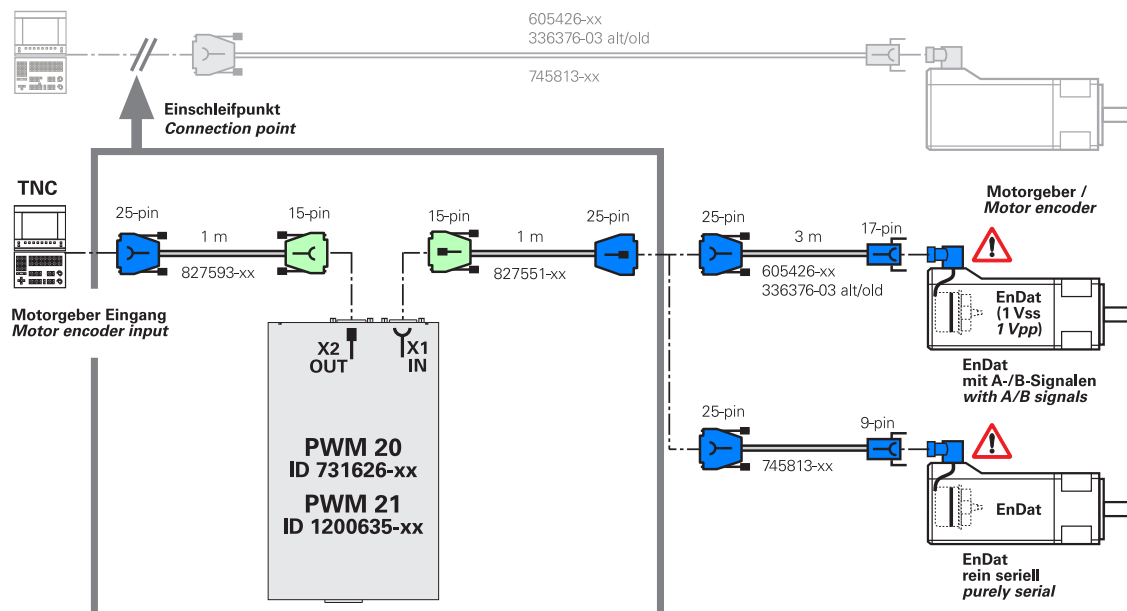 605426-xx
336376-03 alt/old
745813-xx
Einschleifpunkt
Connection point
TNC
25-pin
15-pin
1 m
827593-xx
15-pin
25-pin
1 m
827551-xx
25-pin
3 m
17-pin
605426-xx
336376-03 alt/old
Motorgeber /
Motor encoder
Motorgeber Eingang
Motor encoder input
EnDat
(1 Vss
1 Vpp)
EnDat
mit A-/B-Signalen
with A/B signals
X2
OUT
X1
IN
PWM 20
ID 731626-xx
PWM 21
ID 1200635-xx
25-pin
9-pin
745813-xx
EnDat
EnDat
rein seriell
purely serial